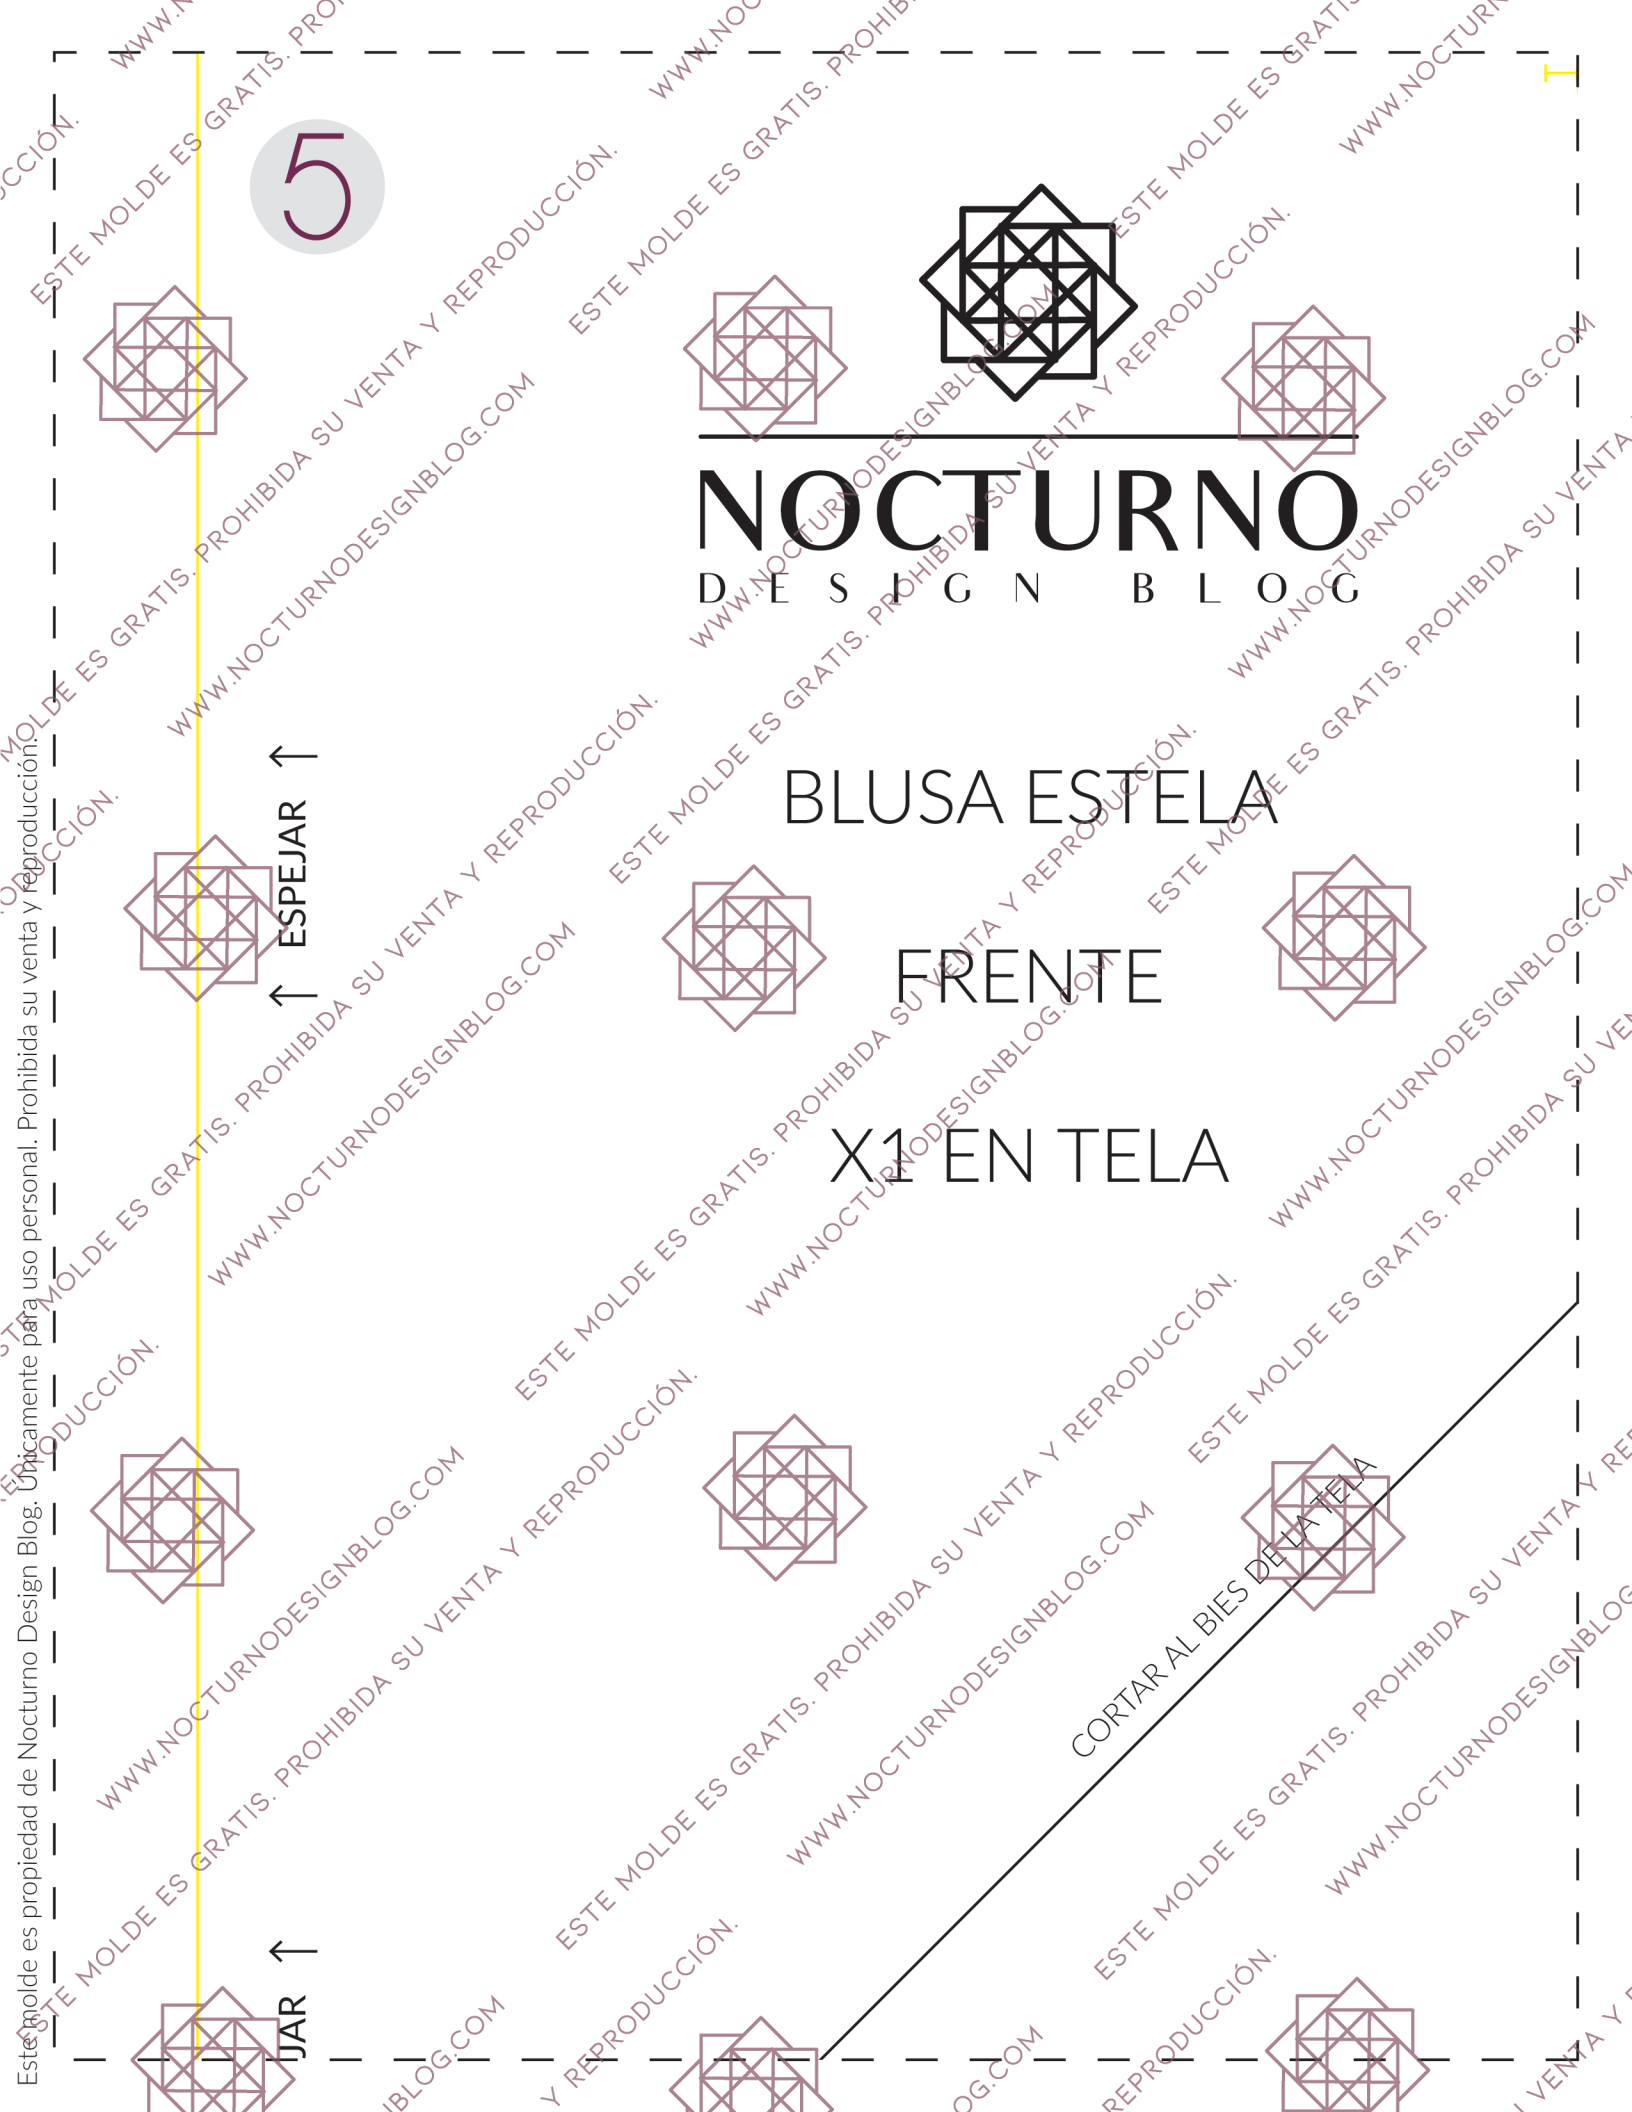 5
NOCTURNO
DESIGN BLOG
BLUSA ESTELA
FRENTE
X1 EN TELA
ESPEJAR
JAR
CORTAR AL BIES DE LA TELA
Este molde es propiedad de Nocturno Design Blog. Únicamente para uso personal. Prohibida su venta y reproducción.
ESTE MOLDE ES GRATIS. PROHIBIDA SU VENTA Y REPRODUCCIÓN.
WWW.NOCTURNODESIGNBLOG.COM